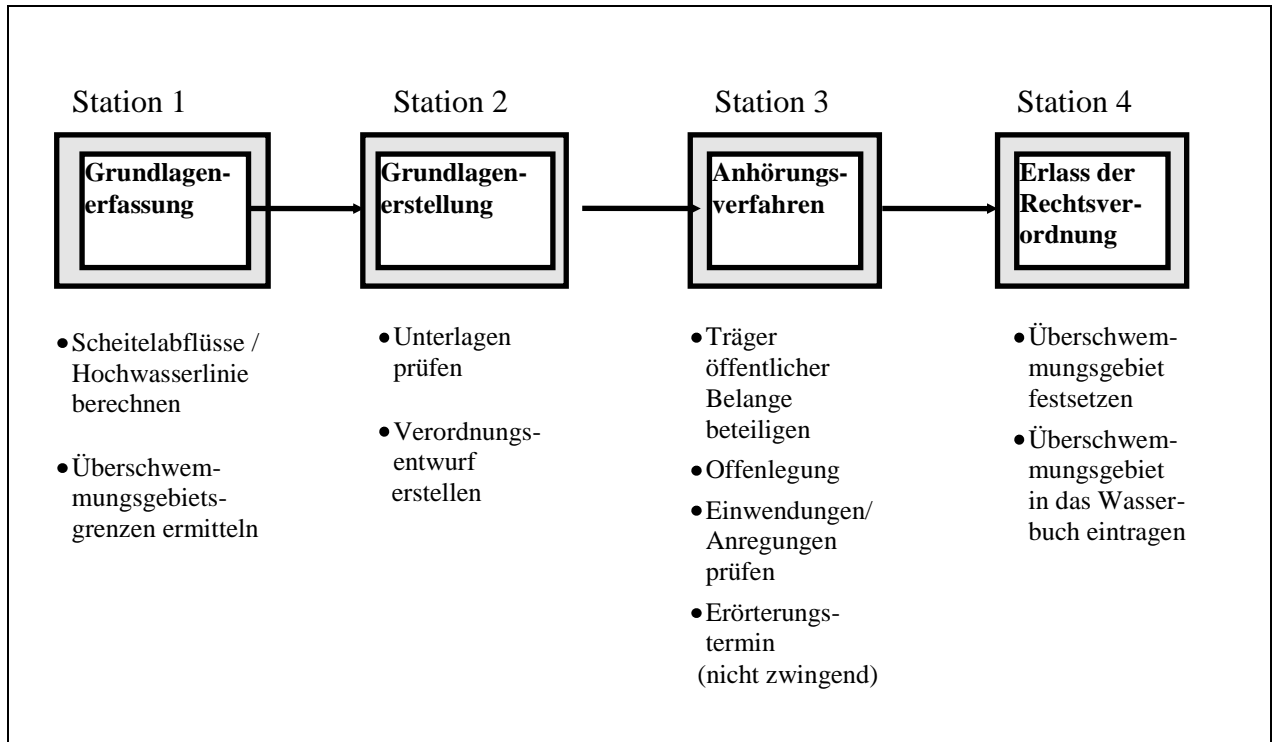 Station 1
Grundlagen-
erfassung
• Scheitelabflüsse /
Hochwasserlinie
berechnen
• Überschwem-
mungsgebiets-
grenzen ermitteln
Station 2
Grundlagen-
erstellung
• Unterlagen
prüfen
• Verordnungs-
entwurf
erstellen
Station 3
Anhörungs-
verfahren
• Träger
öffentlicher
Belange
beteiligen
• Offenlegung
• Einwendungen/
Anregungen
prüfen
• Erörterungs-
termin
(nicht zwingend)
Station 4
Erlass der
Rechtsver-
ordnung
• Überschwem-
mungsgebiet
festsetzen
• Überschwem-
mungsgebiet
in das Wasser-
buch eintragen